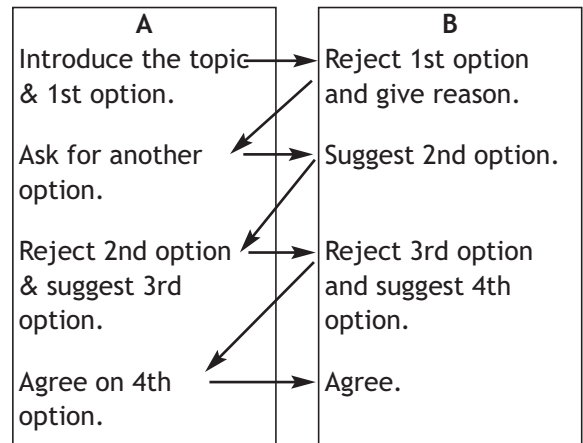 A
Introduce the topic
& 1st option.
Ask for another
option.
Reject 2nd option
& suggest 3rd
option.
Agree on 4th
option.
B
Reject 1st option
and give reason.
Suggest 2nd option.
Reject 3rd option
and suggest 4th
option.
Agree.